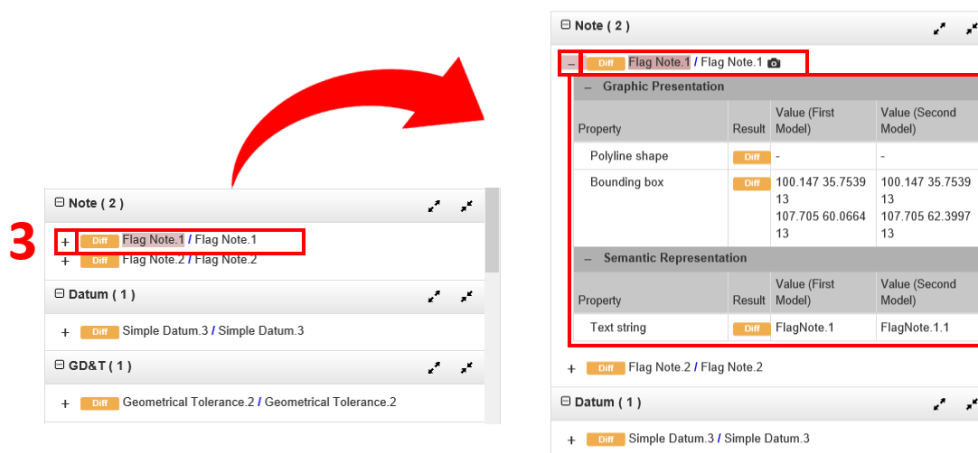 3
Note ( 2 )
+ Diff Flag Note.1 / Flag Note.1
+ Diff Flag Note.2 / Flag Note.2
Datum ( 1 )
+ Diff Simple Datum.3 / Simple Datum.3
GD&T ( 1 )
+ Diff Geometrical Tolerance.2 / Geometrical Tolerance.2
Note ( 2 )
– Diff Flag Note.1 / Flag Note.1
– Graphic Presentation
Property Result Value (First Model) Value (Second Model)
Polyline shape Diff - -
Bounding box Diff 100.147 35.7539 100.147 35.7539
13 13
107.705 60.0664 107.705 62.3997
13 13
– Semantic Representation
Property Result Value (First Model) Value (Second Model)
Text string Diff FlagNote.1 FlagNote.1.1
+ Diff Flag Note.2 / Flag Note.2
Datum ( 1 )
+ Diff Simple Datum.3 / Simple Datum.3